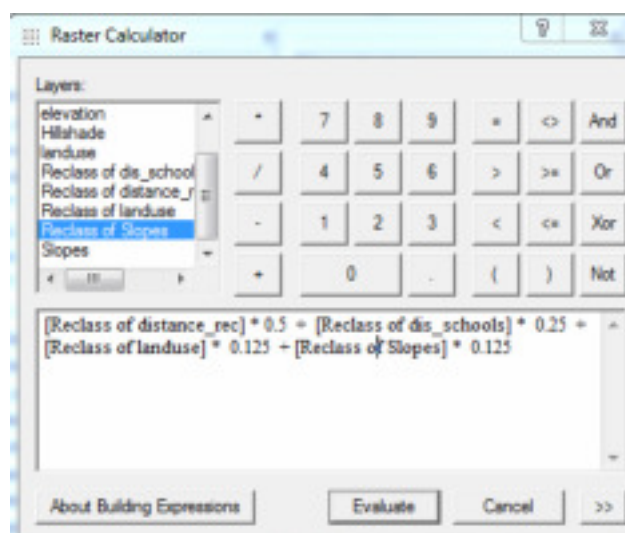 Raster Calculator
Layers:
elevation
Hillshade
landuse
Reclass of dis_school
Reclass of distance_r
Reclass of landuse
Reclass of Slopes
Slopes
* 7 8 9 = <> And
/ 4 5 6 > >= Or
- 1 2 3 < <= Xor
+ 0 . ( ) Not
[Reclass of distance_rec] * 0.5 + [Reclass of dis_schools] * 0.25 +
[Reclass of landuse] * 0.125 + [Reclass of Slopes] * 0.125
About Building Expressions Evaluate Cancel >>